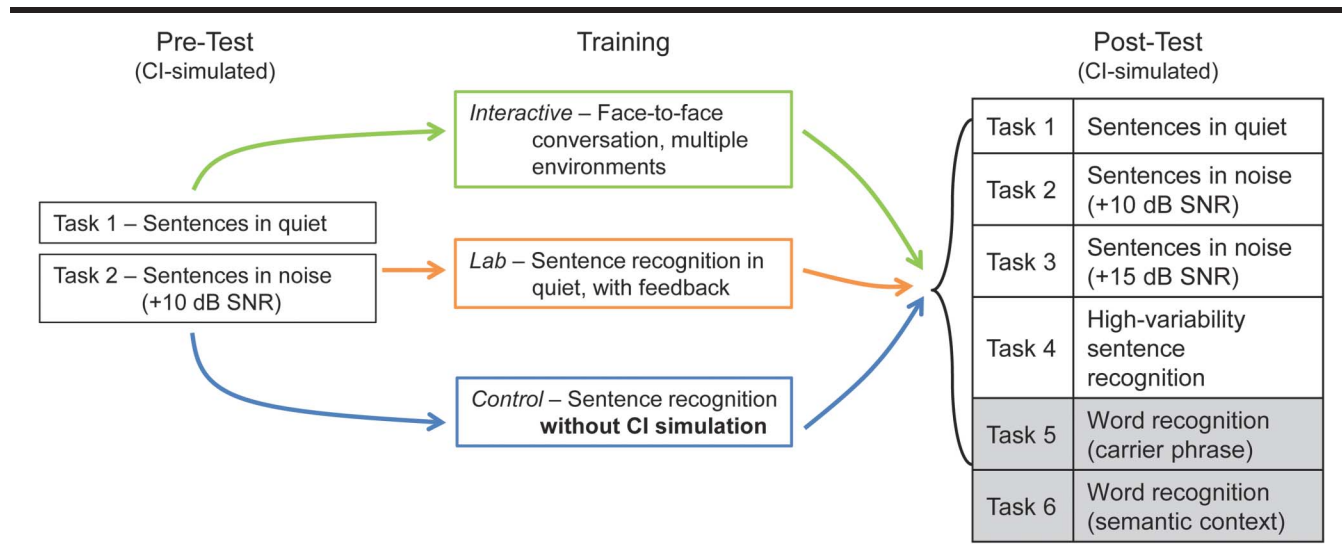 Pre-Test
(CI-simulated)
Training
Post-Test
(CI-simulated)
Task 1 – Sentences in quiet
Task 2 – Sentences in noise
(+10 dB SNR)
Interactive – Face-to-face
conversation, multiple
environments
Lab – Sentence recognition in
quiet, with feedback
Control – Sentence recognition
without CI simulation
Task 1 Sentences in quiet
Task 2 Sentences in noise
(+10 dB SNR)
Task 3 Sentences in noise
(+15 dB SNR)
Task 4 High-variability
sentence
recognition
Task 5 Word recognition
(carrier phrase)
Task 6 Word recognition
(semantic context)